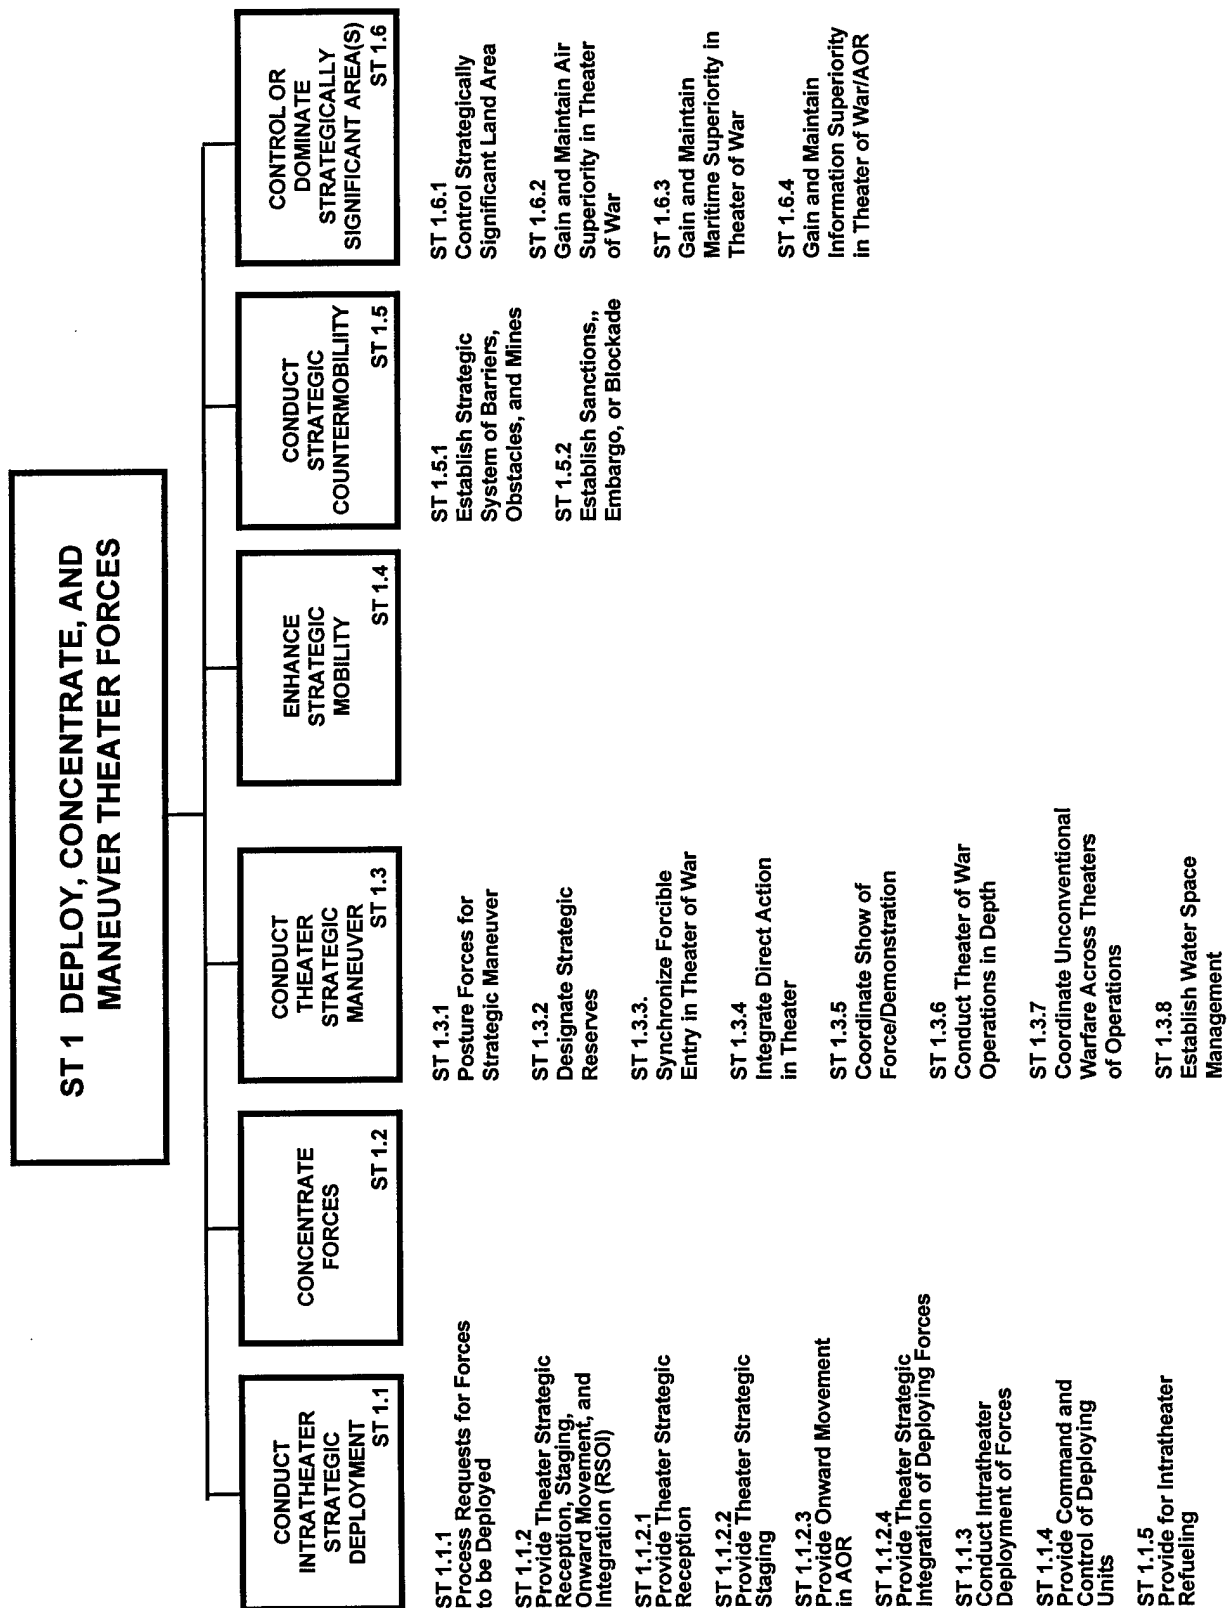 ST 1 DEPLOY, CONCENTRATE, AND
MANEUVER THEATER FORCES
CONDUCT
INTRATHEATER
STRATEGIC
DEPLOYMENT
ST 1.1
ST 1.1.1
Process Requests for Forces
to be Deployed
ST 1.1.2
Provide Theater Strategic
Reception, Staging,
Onward Movement, and
Integration (RSOI)
ST 1.1.2.1
Provide Theater Strategic
Reception
ST 1.1.2.2
Provide Theater Strategic
Staging
ST 1.1.2.3
Provide Onward Movement
in AOR
ST 1.1.2.4
Provide Theater Strategic
Integration of Deploying Forces
ST 1.1.3
Conduct Intratheater
Deployment of Forces
ST 1.1.4
Provide Command and
Control of Deploying
Units
ST 1.1.5
Provide for Intratheater
Refueling
CONCENTRATE
FORCES
ST 1.2
CONDUCT
THEATER
STRATEGIC
MANEUVER
ST 1.3
ST 1.3.1
Posture Forces for
Strategic Maneuver
ST 1.3.2
Designate Strategic
Reserves
ST 1.3.3.
Synchronize Forcible
Entry in Theater of War
ST 1.3.4
Integrate Direct Action
in Theater
ST 1.3.5
Coordinate Show of
Force/Demonstration
ST 1.3.6
Conduct Theater of War
Operations in Depth
ST 1.3.7
Coordinate Unconventional
Warfare Across Theaters
of Operations
ST 1.3.8
Establish Water Space
Management
ENHANCE
STRATEGIC
MOBILITY
ST 1.4
CONDUCT
STRATEGIC
COUNTERMOBILIITY
ST 1.5
ST 1.5.1
Establish Strategic
System of Barriers,
Obstacles, and Mines
ST 1.5.2
Establish Sanctions,,
Embargo, or Blockade
CONTROL OR
DOMINATE
STRATEGICALLY
SIGNIFICANT AREA(S)
ST 1.6
ST 1.6.1
Control Strategically
Significant Land Area
ST 1.6.2
Gain and Maintain Air
Superiority in Theater
of War
ST 1.6.3
Gain and Maintain
Maritime Superiority in
Theater of War
ST 1.6.4
Gain and Maintain
Information Superiority
in Theater of War/AOR